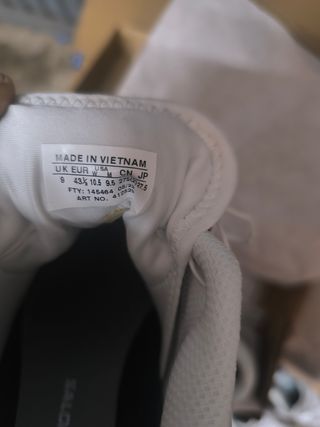 MADE IN VIETNAM
UK EUR USA W M CN JP
9 43⅓ 10.5 9.5 27.5
FTY: 145464
ART NO.
SALO